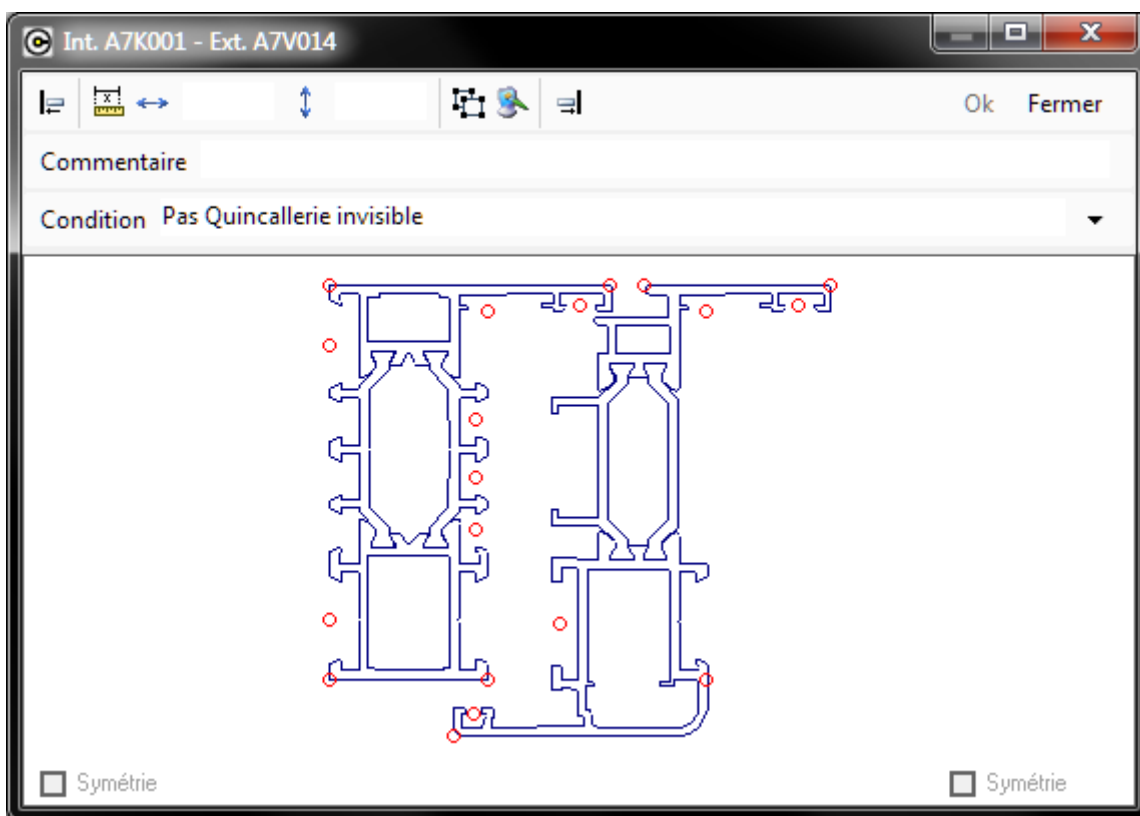 Int. A7K001 - Ext. A7V014
Ok Fermer
Commentaire
Condition Pas Quincallerie invisible
Symétrie Symétrie